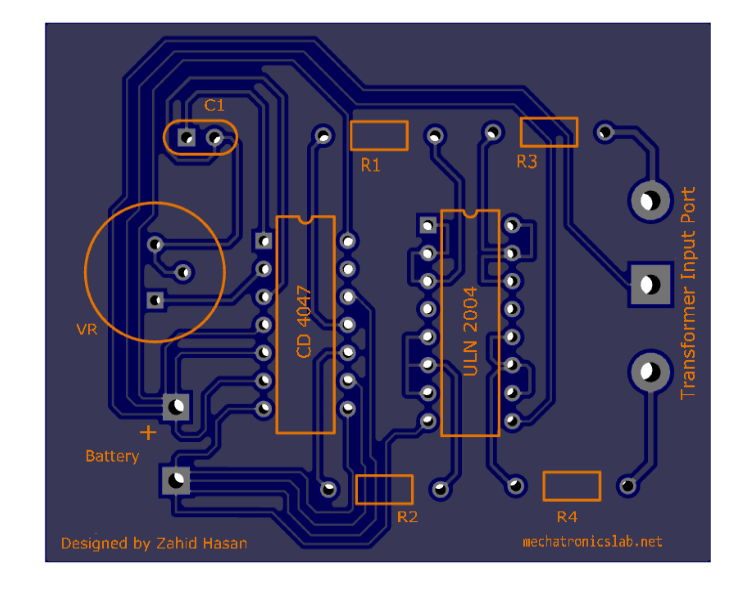 C1
R1
R3
Transformer Input Port
CD 4047
ULN 2004
VR
+
Battery
R2
R4
Designed by Zahid Hasan
mechatronicslab.net